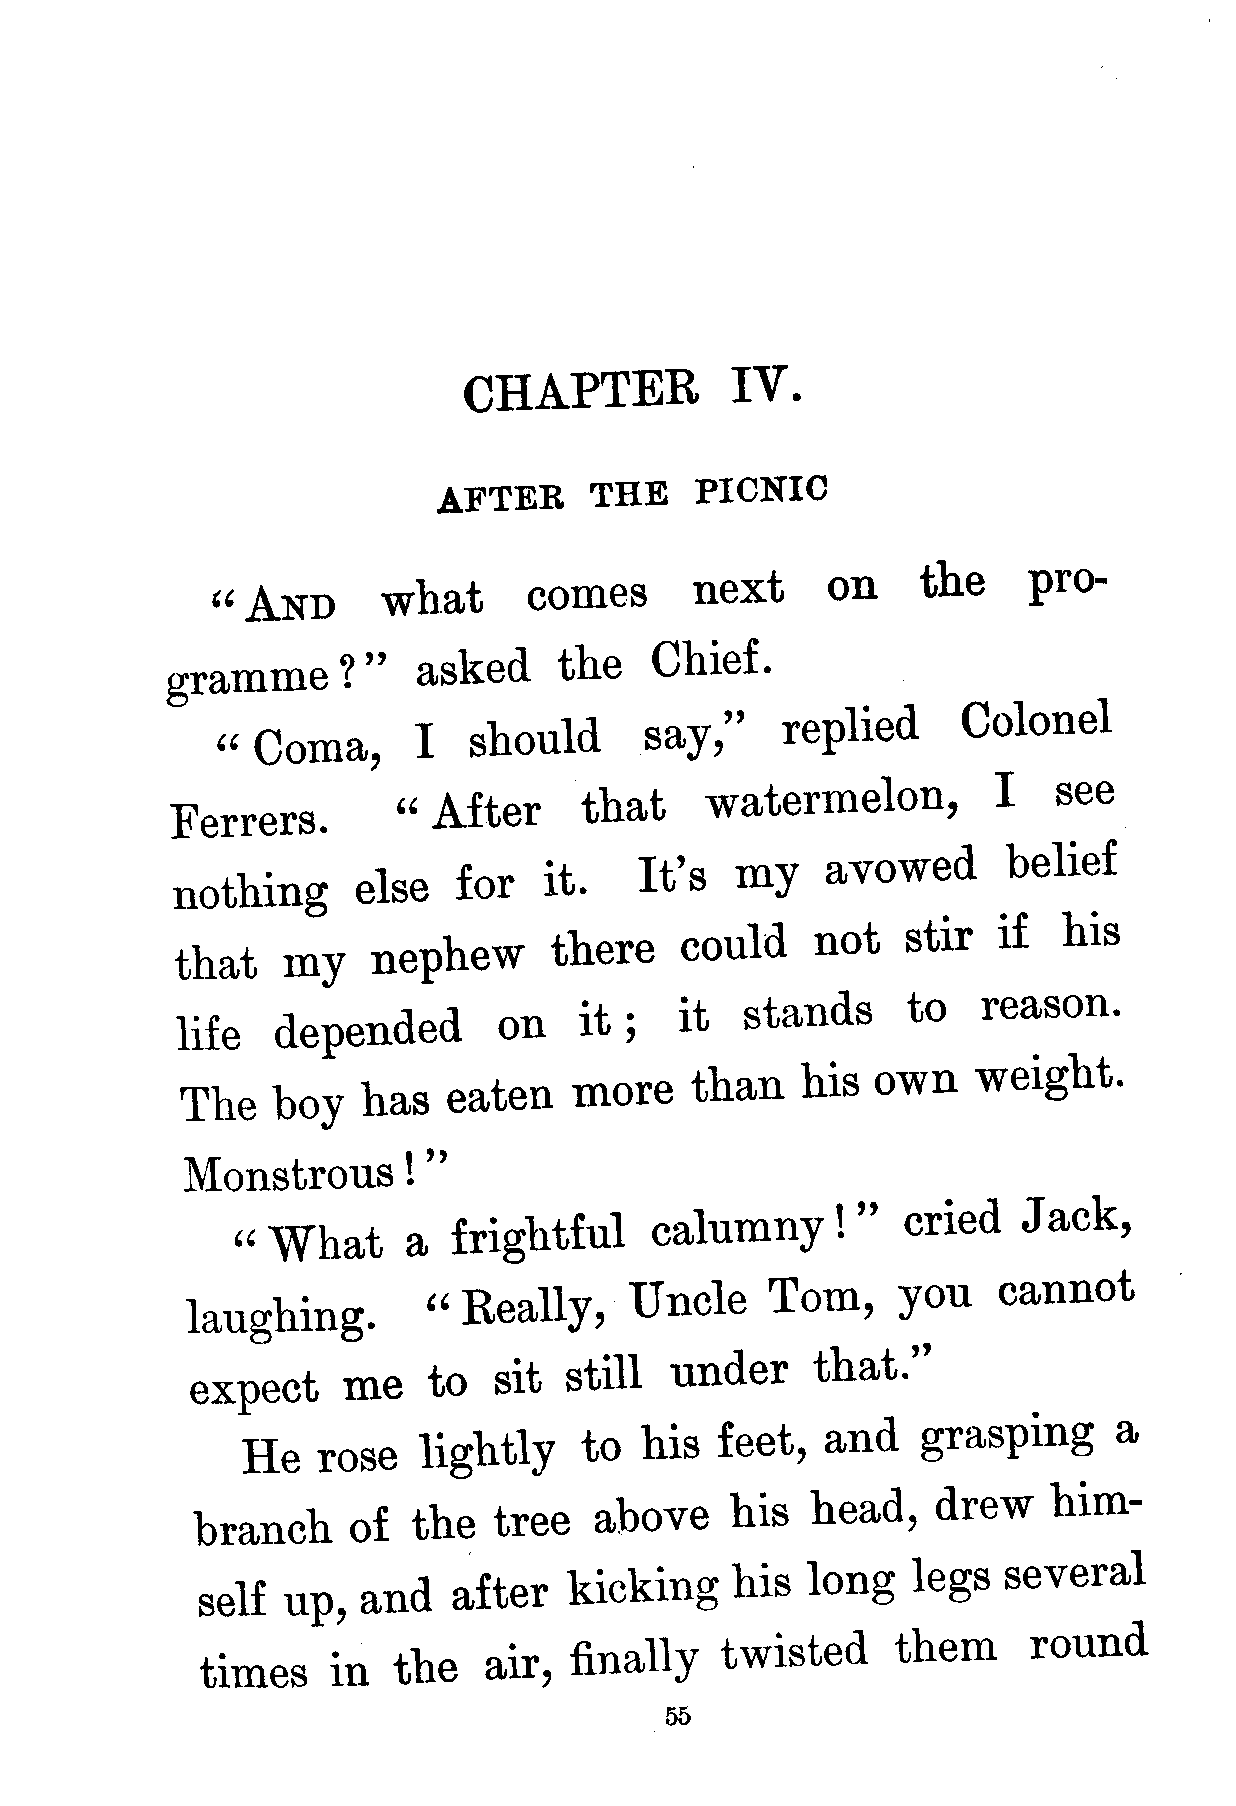 CHAPTER IV.
AFTER THE PICNIC
“AND what comes next on the pro-
gramme?” asked the Chief.
“Coma, I should say,” replied Colonel
Ferrers. “After that watermelon, I see
nothing else for it. It’s my avowed belief
that my nephew there could not stir if his
life depended on it; it stands to reason.
The boy has eaten more than his own weight.
Monstrous!”
“What a frightful calumny!” cried Jack,
laughing. “Really, Uncle Tom, you cannot
expect me to sit still under that.”
He rose lightly to his feet, and grasping a
branch of the tree above his head, drew him-
self up, and after kicking his long legs several
times in the air, finally twisted them round
55